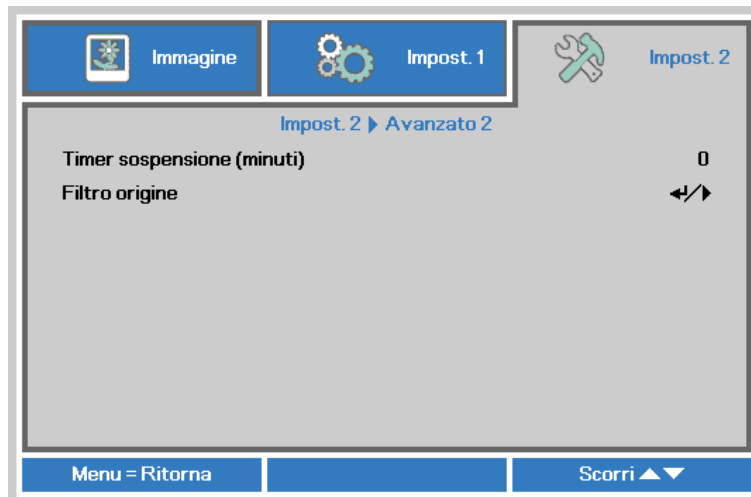 Immagine
Impost. 1
Impost. 2
Impost. 2 Avanzato 2
Timer sospensione (minuti) 0
Filtro origine
Menu = Ritorna
Scorri